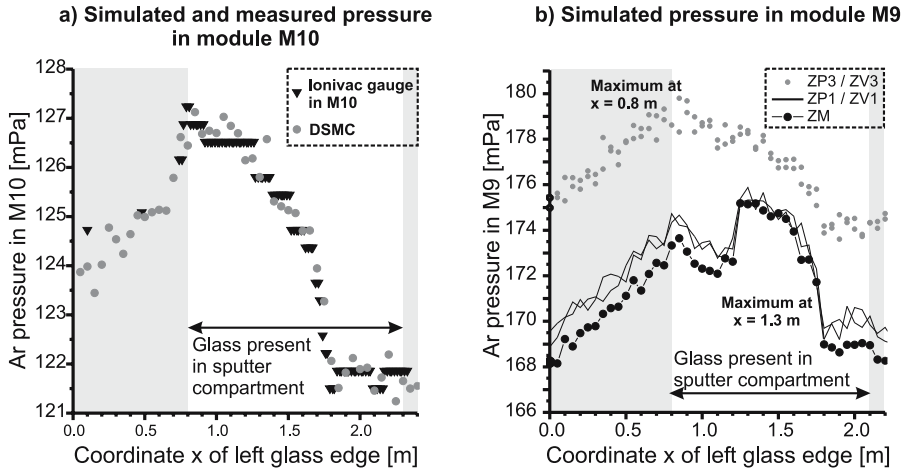 a) Simulated and measured pressure
in module M10
Ar pressure in M10 [mPa]
128
127
126
125
124
123
122
121
Ionivac gauge
in M10
DSMC
Glass present
in sputter
compartment
0.0 0.5 1.0 1.5 2.0
Coordinate x of left glass edge [m]
b) Simulated pressure in module M9
Ar pressure in M9 [mPa]
180
178
176
174
172
170
168
166
Maximum at
x = 0.8 m
ZP3 / ZV3
ZP1 / ZV1
ZM
Maximum at
x = 1.3 m
Glass present in
sputter compartment
0.0 0.5 1.0 1.5 2.0
Coordinate x of left glass edge [m]